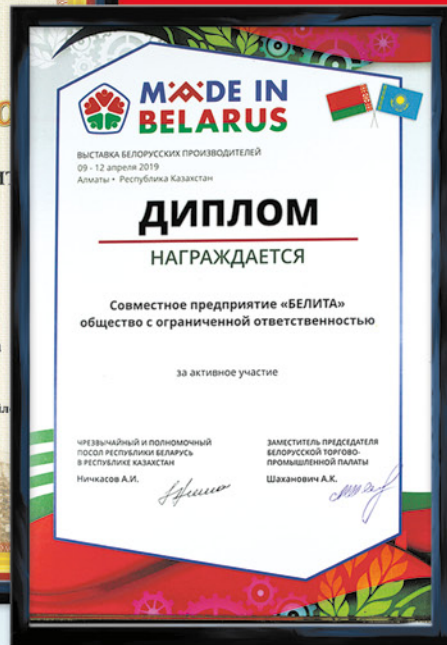 MADE IN
BELARUS
ВЫСТАВКА БЕЛОРУССКИХ ПРОИЗВОДИТЕЛЕЙ
09 - 12 апреля 2019
Алматы • Республика Казахстан
ДИПЛОМ
НАГРАЖДАЕТСЯ
Совместное предприятие «БЕЛИТА»
общество с ограниченной ответственностью
за активное участие
ЧРЕЗВЫЧАЙНЫЙ И ПОЛНОМОЧНЫЙ
ПОСОЛ РЕСПУБЛИКИ БЕЛАРУСЬ
В РЕСПУБЛИКЕ КАЗАХСТАН
Ничкасов А.И.
ЗАМЕСТИТЕЛЬ ПРЕДСЕДАТЕЛЯ
БЕЛОРУССКОЙ ТОРГОВО-
ПРОМЫШЛЕННОЙ ПАЛАТЫ
Шаханович А.К.